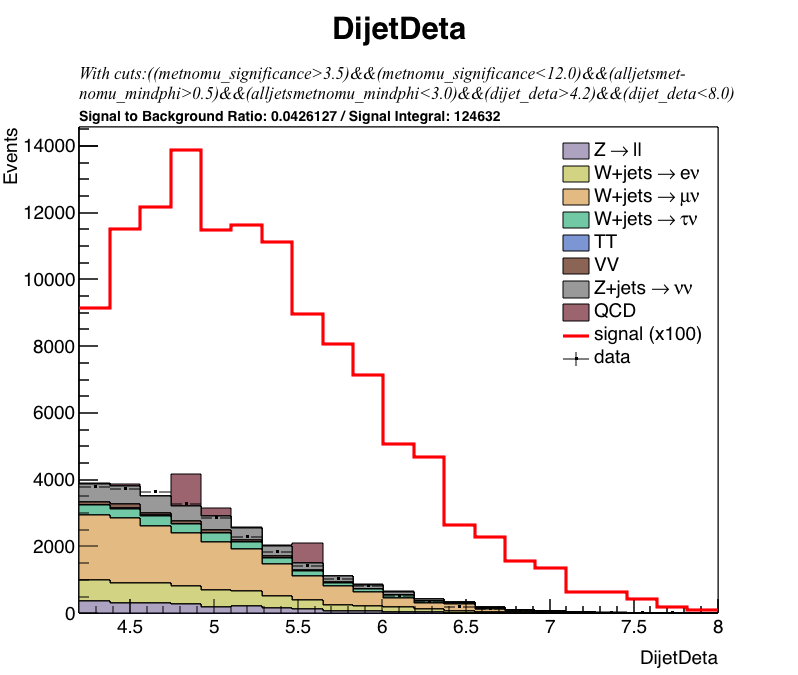 DijetDeta
With cuts:((metnomu_significance>3.5)&&(metnomu_significance<12.0)&&(alljetsmet-
nomu_mindphi>0.5)&&(alljetsmetnomu_mindphi<3.0)&&(dijet_deta>4.2)&&(dijet_deta<8.0)
Signal to Background Ratio: 0.0426127 / Signal Integral: 124632
Events
14000
12000
10000
8000
6000
4000
2000
0
Z → ll
W+jets → eν
W+jets → μν
W+jets → τν
TT
VV
Z+jets → νν
QCD
signal (x100)
data
4.5 5 5.5 6 6.5 7 7.5 8
DijetDeta